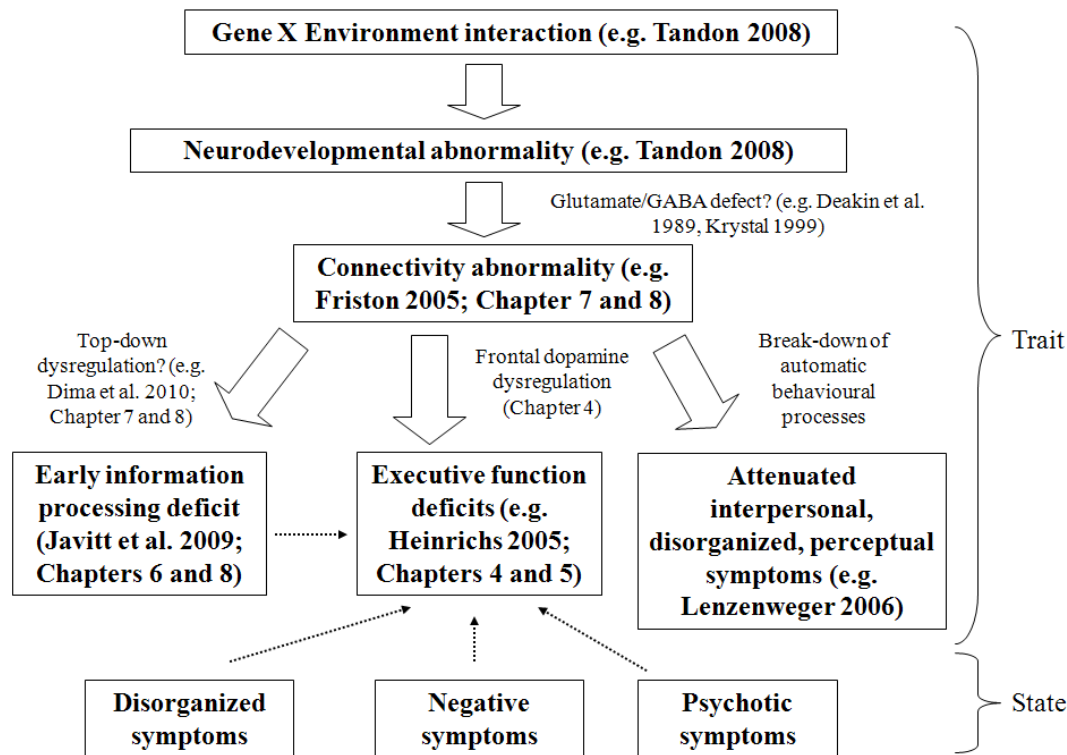 Gene X Environment interaction (e.g. Tandon 2008)
Neurodevelopmental abnormality (e.g. Tandon 2008)
Glutamate/GABA defect? (e.g. Deakin et al.
1989, Krystal 1999)
Connectivity abnormality (e.g.
Friston 2005; Chapter 7 and 8)
Trait
Top-down
dysregulation? (e.g.
Dima et al. 2010;
Chapter 7 and 8)
Frontal dopamine
dysregulation
(Chapter 4)
Break-down of
automatic
behavioural
processes
Early information
processing deficit
(Javitt et al. 2009;
Chapters 6 and 8)
Executive function
deficits (e.g.
Heinrichs 2005;
Chapters 4 and 5)
Attenuated
interpersonal,
disorganized, perceptual
symptoms (e.g.
Lenzenweger 2006)
Disorganized
symptoms
Negative
symptoms
Psychotic
symptoms
State